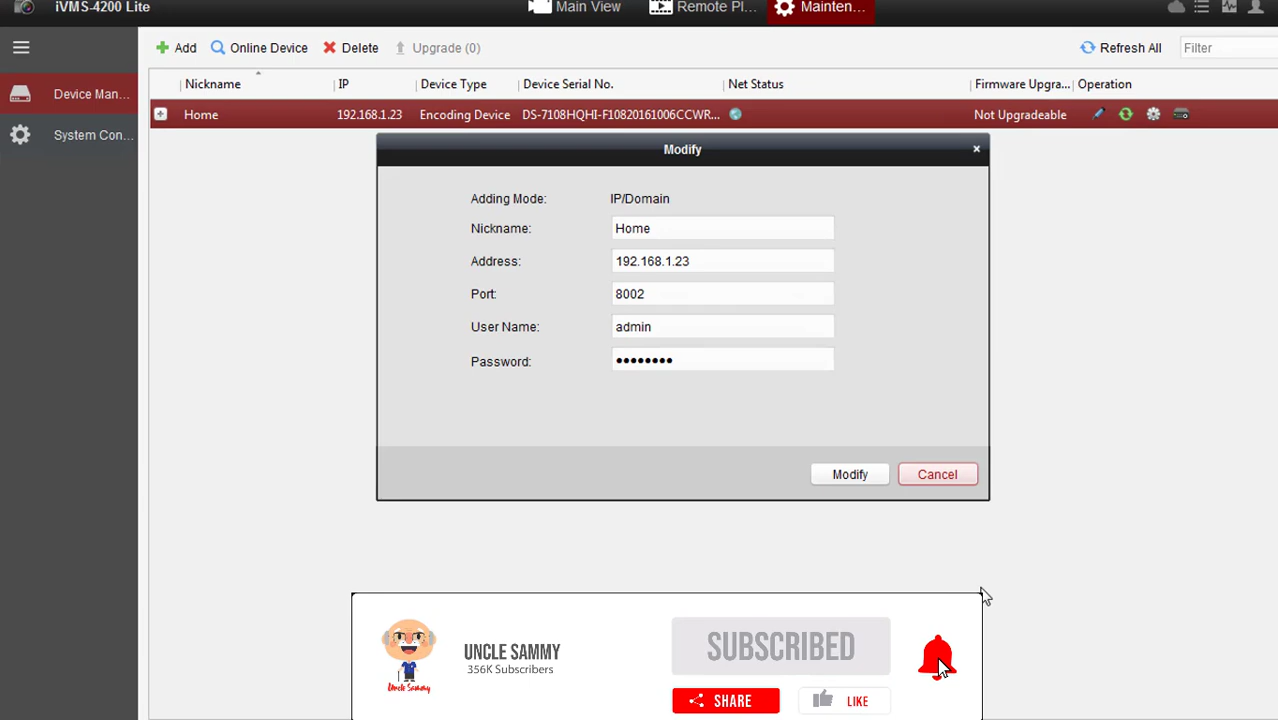 iVMS-4200 Lite
Main View
Remote Pl...
Mainten...
Add
Online Device
Delete
Upgrade (0)
Refresh All
Filter
Nickname
IP
Device Type
Device Serial No.
Net Status
Firmware Upgra...
Operation
Device Man...
System Con...
Home
192.168.1.23
Encoding Device
DS-7108HQHI-F10820161006CCWR...
Not Upgradeable
Modify
×
Adding Mode: IP/Domain
Nickname: Home
Address: 192.168.1.23
Port: 8002
User Name: admin
Password: ●●●●●●●●
Modify
Cancel
UNCLE SAMMY
356K Subscribers
Uncle Sammy
SUBSCRIBED
SHARE
LIKE